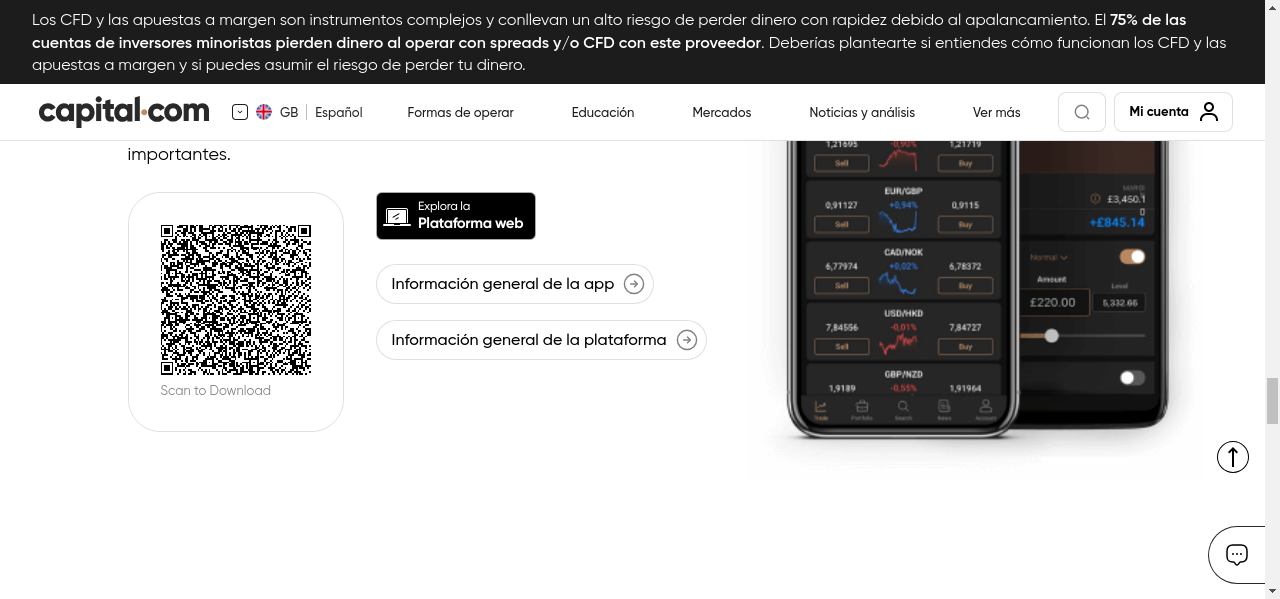 Los CFD y las apuestas a margen son instrumentos complejos y conllevan un alto riesgo de perder dinero con rapidez debido al apalancamiento. El 75% de las
cuentas de inversores minoristas pierden dinero al operar con spreads y/o CFD con este proveedor. Deberías plantearte si entiendes cómo funcionan los CFD y las
apuestas a margen y si puedes asumir el riesgo de perder tu dinero.
capital.com GB Español Formas de operar Educación Mercados Noticias y análisis Ver más Mi cuenta
importantes.
Explora la
Plataforma web
Información general de la app
Información general de la plataforma
Scan to Download
1,21695 -0,90% 1,21719
Sell Buy
EUR/GBP
0,91127 +0,94% 0,9115
Sell Buy
CAD/NOK
6,77974 +0,02% 6,78372
Sell Buy
USD/HKD
7,84556 -0,01% 7,84727
Sell Buy
GBP/NZD
1,9189 -0,55% 1,91964
Trade Portfolio Search News Account
£3,450.1
0
+£845.14
Normal
Amount Level
£220.00 5,332.66